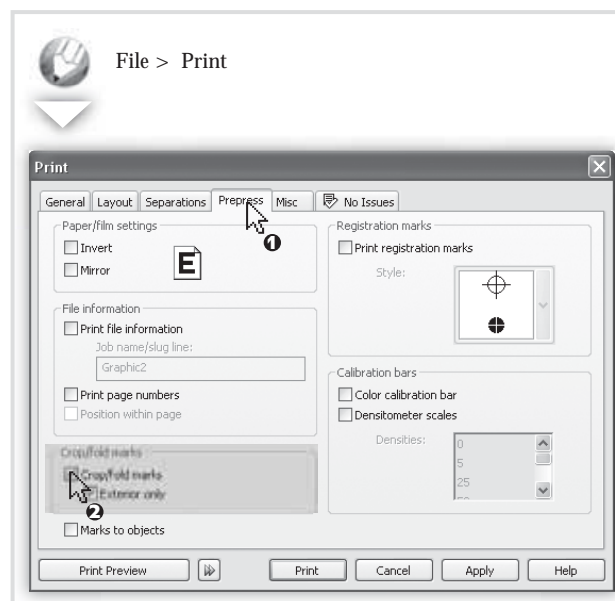 File > Print
Print
General Layout Separations Prepress Misc No Issues
1
Paper/film settings
Invert
Mirror
E
File information
Print file information
Job name/slug line:
Graphic2
Print page numbers
Position within page
Crop/fold marks
Crop/fold marks
Exterior only
2
Marks to objects
Registration marks
Print registration marks
Style:
Calibration bars
Color calibration bar
Densitometer scales
Densities:
0
5
25
Print Preview Print Cancel Apply Help